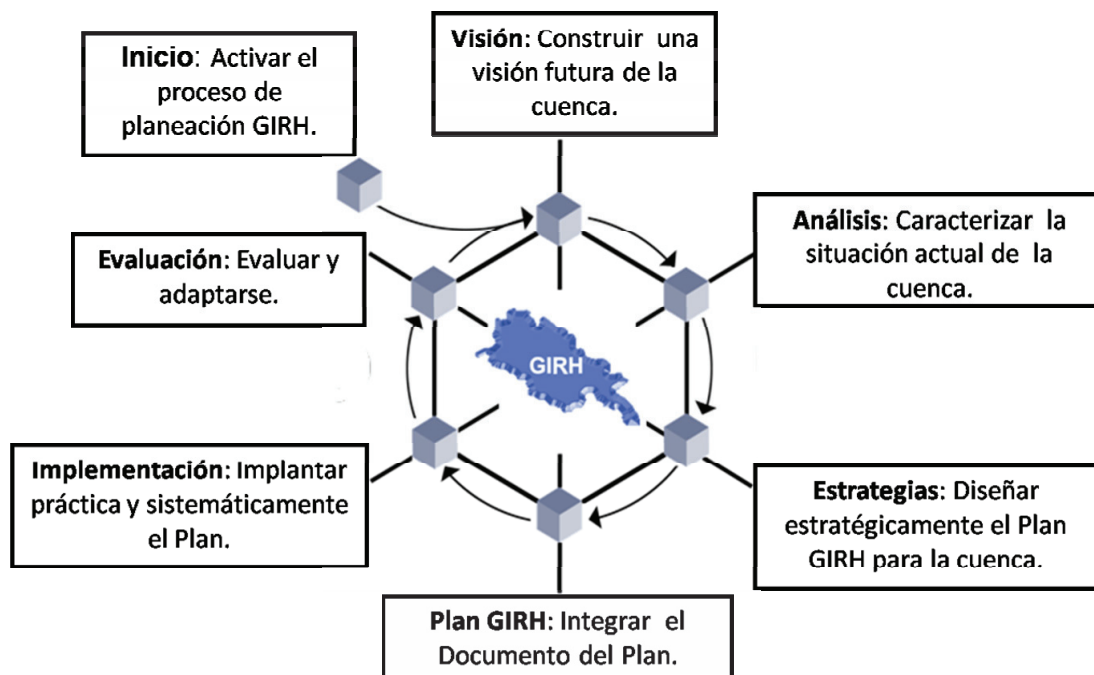 Inicio: Activar el
proceso de
planeación GIRH.
Visión: Construir una
visión futura de la
cuenca.
Análisis: Caracterizar la
situación actual de la
cuenca.
Estrategias: Diseñar
estratégicamente el Plan
GIRH para la cuenca.
Plan GIRH: Integrar el
Documento del Plan.
Implementación: Implantar
práctica y sistemáticamente
el Plan.
Evaluación: Evaluar y
adaptarse.
GIRH